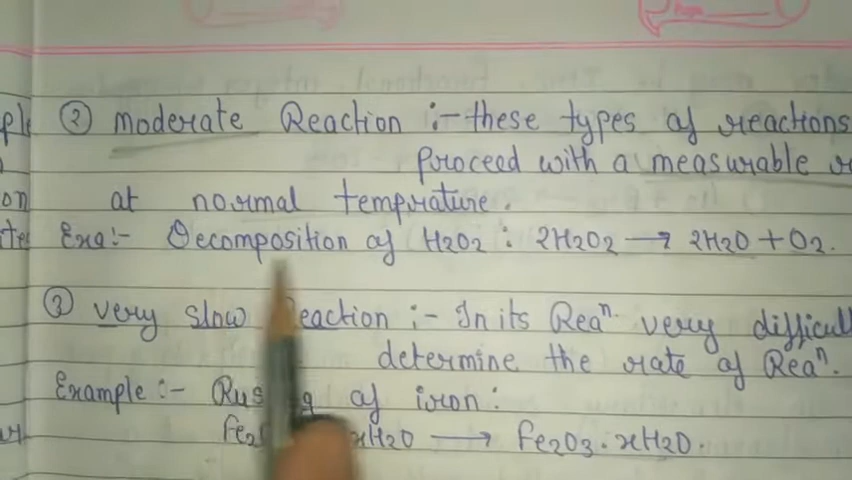 ② moderate Reaction :- these types of reactions
proceed with a measurable
at normal temprature.
Exa:- Decomposition of H2O2 : 2H2O2 → 2H2O + O2.
③ very slow Reaction :- In its Reaⁿ. very difficult
determine the rate of Reaⁿ.
Example :- of iron :
xH2O → Fe2O3.xH2O.